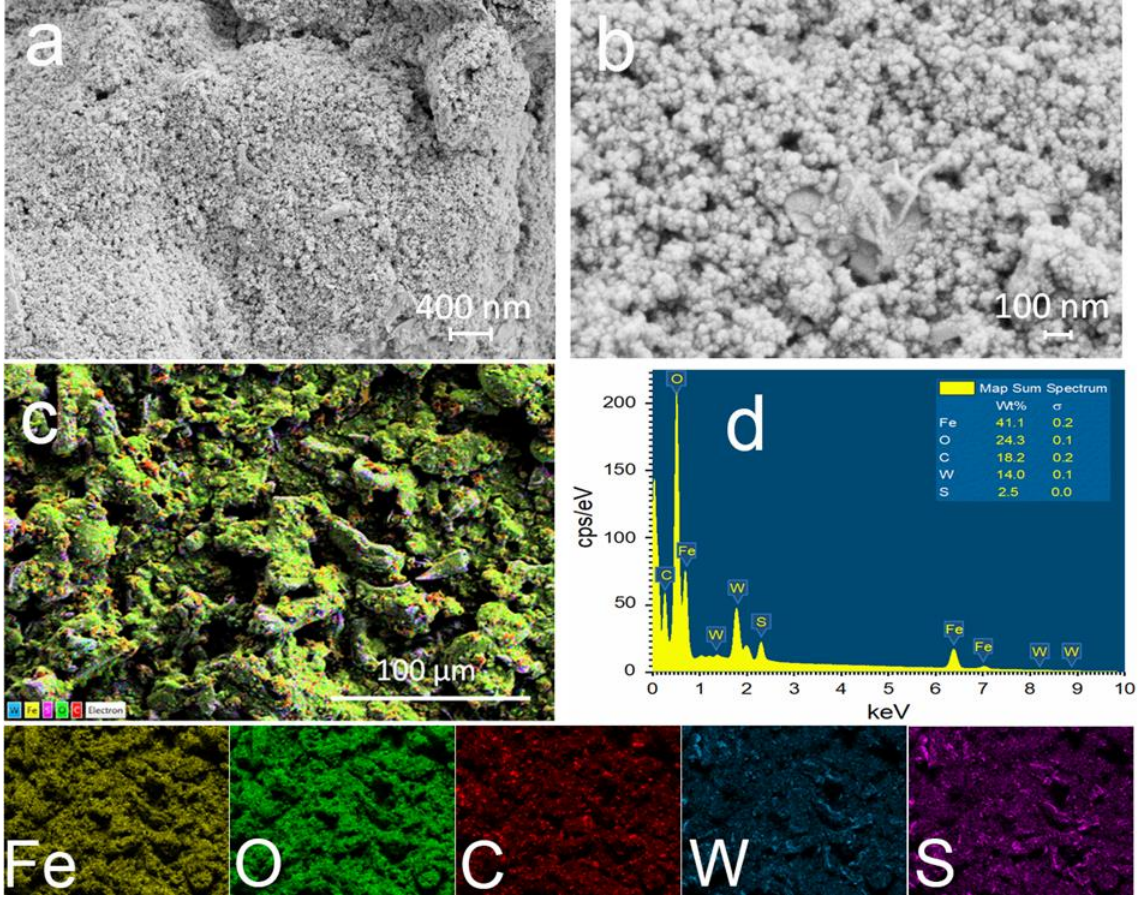 a
400 nm
b
100 nm
c
100 µm
W Fe S O C Electron
d
cps/eV
200
150
100
50
0
0 1 2 3 4 5 6 7 8 9 10
keV
O
Fe
C
W
W
S
Fe
Fe
W
W
Map Sum Spectrum
Wt% σ
Fe 41.1 0.2
O 24.3 0.1
C 18.2 0.2
W 14.0 0.1
S 2.5 0.0
Fe
O
C
W
S